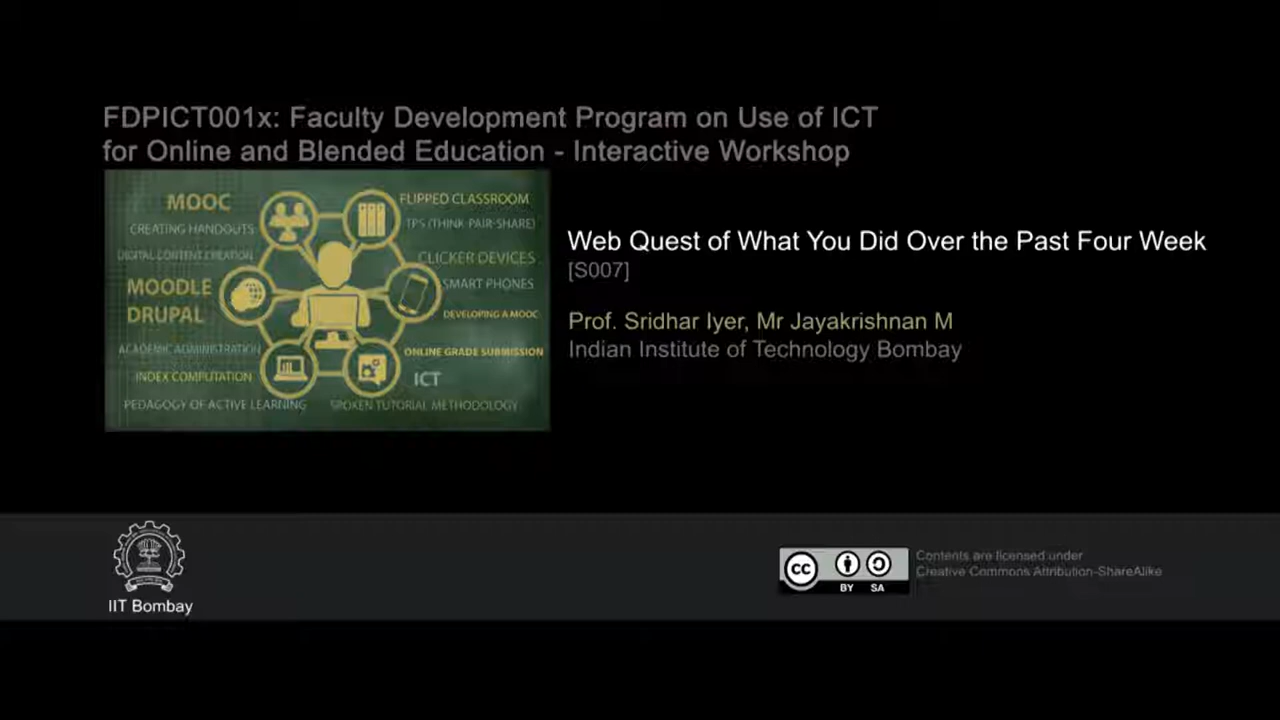 FDPICT001x: Faculty Development Program on Use of ICT
for Online and Blended Education - Interactive Workshop
MOOC
CREATING HANDOUTS
DIGITAL CONTENT CREATION
MOODLE
DRUPAL
ACADEMIC ADMINISTRATION
INDEX COMPUTATION
PEDAGOGY OF ACTIVE LEARNING
FLIPPED CLASSROOM
TPS (THINK-PAIR-SHARE)
CLICKER DEVICES
SMART PHONES
DEVELOPING A MOOC
ONLINE GRADE SUBMISSION
ICT
SPOKEN TUTORIAL METHODOLOGY
Web Quest of What You Did Over the Past Four Week
[S007]
Prof. Sridhar Iyer, Mr Jayakrishnan M
Indian Institute of Technology Bombay
IIT Bombay
cc
BY SA
Contents are licensed under
Creative Commons Attribution-ShareAlike